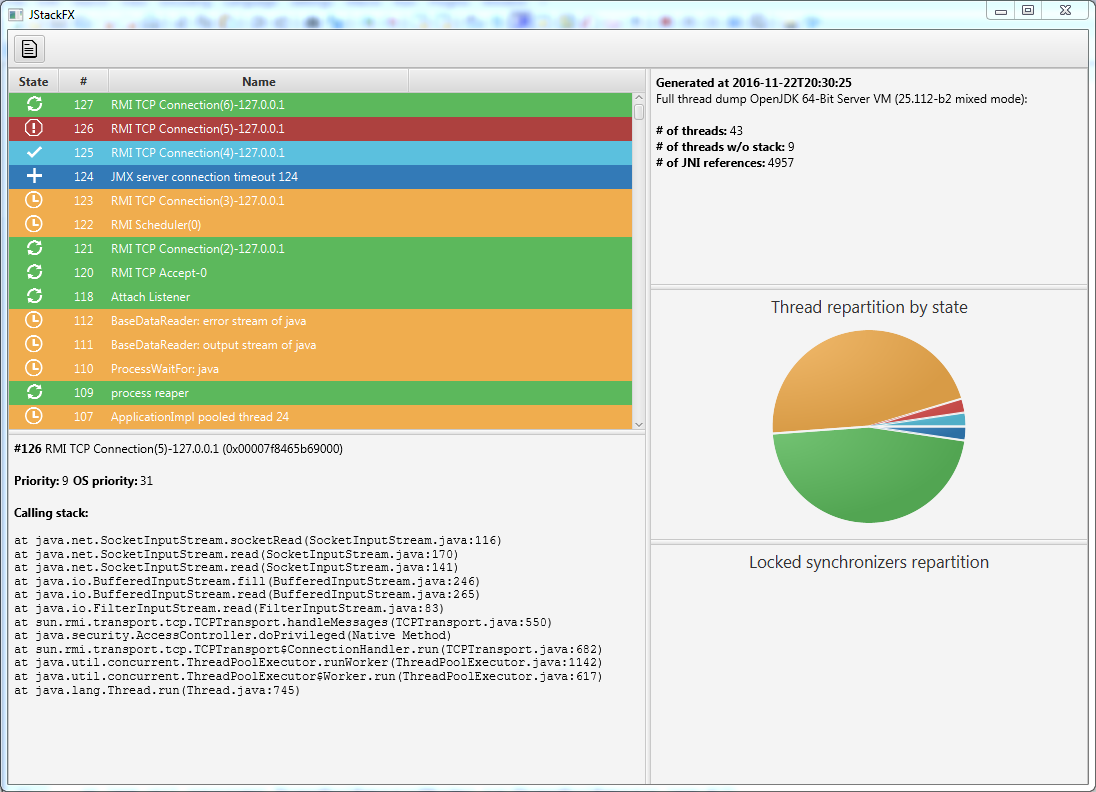 JStackFX
State # Name
127 RMI TCP Connection(6)-127.0.0.1
126 RMI TCP Connection(5)-127.0.0.1
125 RMI TCP Connection(4)-127.0.0.1
124 JMX server connection timeout 124
123 RMI TCP Connection(3)-127.0.0.1
122 RMI Scheduler(0)
121 RMI TCP Connection(2)-127.0.0.1
120 RMI TCP Accept-0
118 Attach Listener
112 BaseDataReader: error stream of java
111 BaseDataReader: output stream of java
110 ProcessWaitFor: java
109 process reaper
107 ApplicationImpl pooled thread 24
#126 RMI TCP Connection(5)-127.0.0.1 (0x00007f8465b69000)
Priority: 9 OS priority: 31
Calling stack:
at java.net.SocketInputStream.socketRead(SocketInputStream.java:116)
at java.net.SocketInputStream.read(SocketInputStream.java:170)
at java.net.SocketInputStream.read(SocketInputStream.java:141)
at java.io.BufferedInputStream.fill(BufferedInputStream.java:246)
at java.io.BufferedInputStream.read(BufferedInputStream.java:265)
at java.io.FilterInputStream.read(FilterInputStream.java:83)
at sun.rmi.transport.tcp.TCPTransport.handleMessages(TCPTransport.java:550)
at java.security.AccessController.doPrivileged(Native Method)
at sun.rmi.transport.tcp.TCPTransport$ConnectionHandler.run(TCPTransport.java:682)
at java.util.concurrent.ThreadPoolExecutor.runWorker(ThreadPoolExecutor.java:1142)
at java.util.concurrent.ThreadPoolExecutor$Worker.run(ThreadPoolExecutor.java:617)
at java.lang.Thread.run(Thread.java:745)
Generated at 2016-11-22T20:30:25
Full thread dump OpenJDK 64-Bit Server VM (25.112-b2 mixed mode):
# of threads: 43
# of threads w/o stack: 9
# of JNI references: 4957
Thread repartition by state
Locked synchronizers repartition